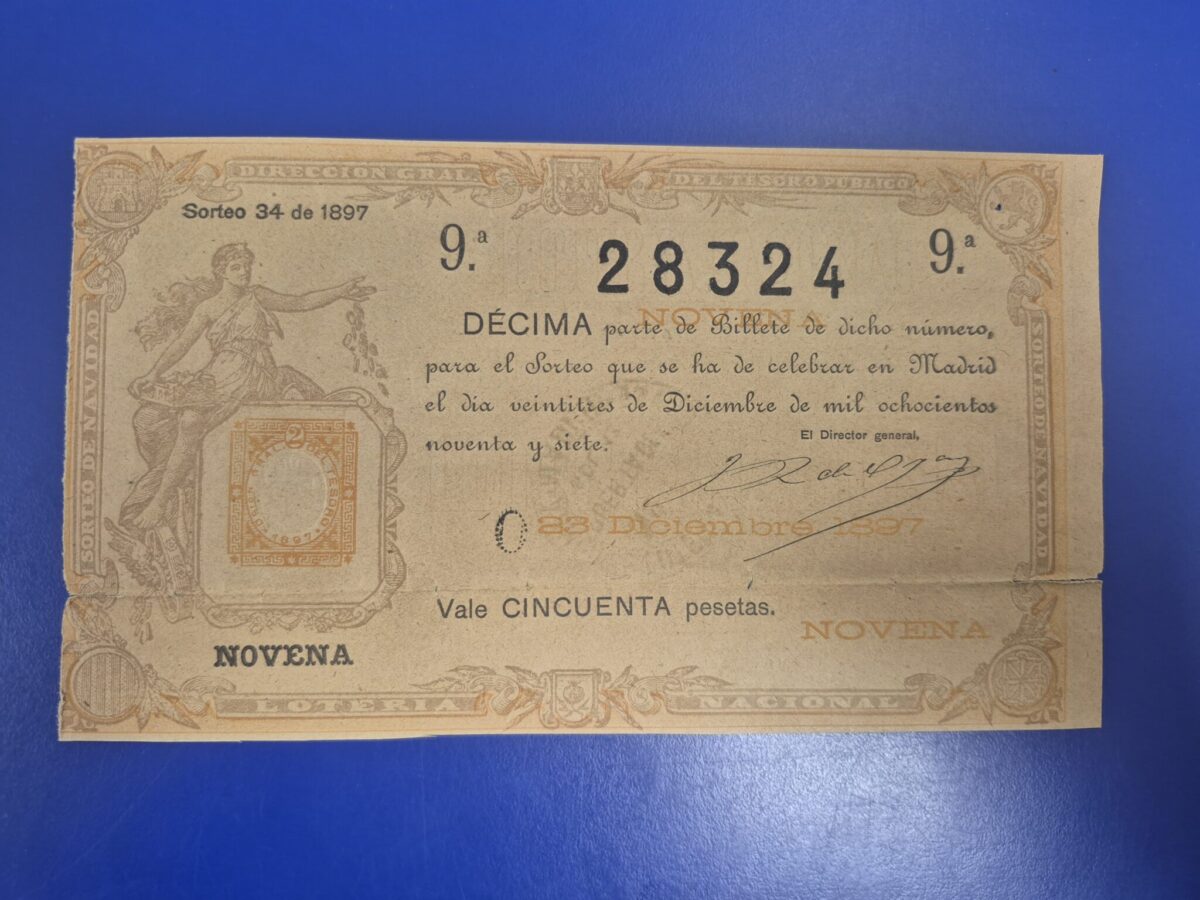 DIRECCION GRAL DEL TESORO PUBLICO
Sorteo 34 de 1897
9.ª 28324 9.ª
NOVENA
DÉCIMA parte de Billete de dicho número,
para el Sorteo que se ha de celebrar en Madrid
el dia veintitres de Diciembre de mil ochocientos
noventa y siete.
El Director general,
23 Diciembre 1897
Vale CINCUENTA pesetas.
NOVENA
NOVENA
SORTEO DE NAVIDAD
SORTEO DE NAVIDAD
2
1897
LOTERIA NACIONAL